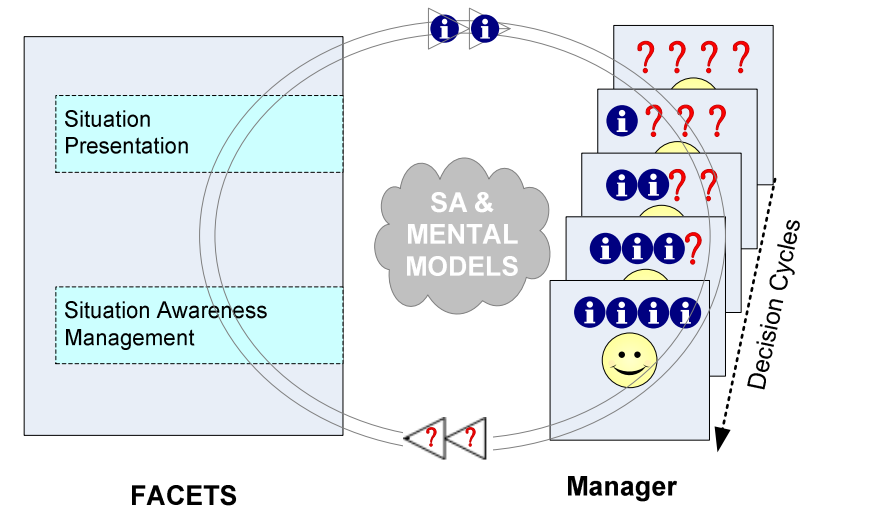 i i
? ? ? ?
Situation
Presentation
i ? ? ?
i i ? ?
SA &
MENTAL
MODELS
i i i ?
Situation Awareness
Management
i i i i
Decision Cycles
? ?
FACETS
Manager